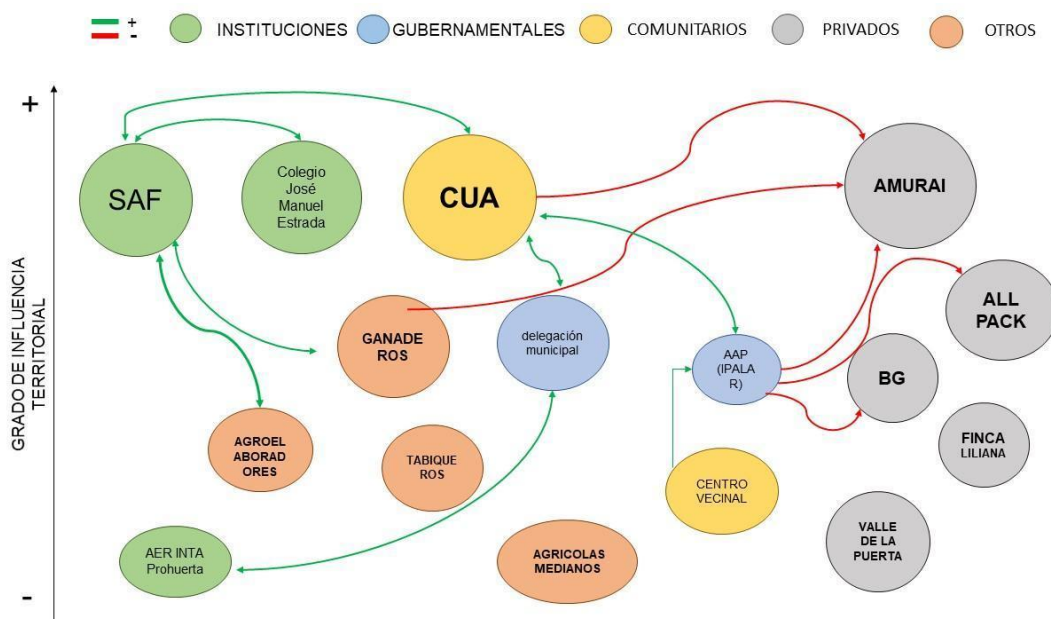 +
-
INSTITUCIONES
GUBERNAMENTALES
COMUNITARIOS
PRIVADOS
OTROS
+
GRADO DE INFLUENCIA
TERRITORIAL
-
SAF
Colegio
José
Manuel
Estrada
CUA
AMURAI
GANADE
ROS
delegación
municipal
AAP
(IPALA
R)
ALL
PACK
BG
AGROEL
ABORAD
ORES
TABIQUE
ROS
CENTRO
VECINAL
FINCA
LILIANA
AER INTA
Prohuerta
AGRICOLAS
MEDIANOS
VALLE
DE LA
PUERTA